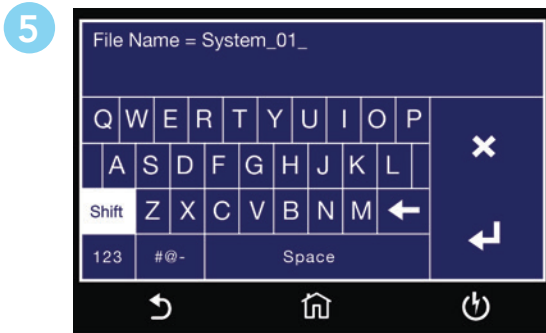 5
File Name = System_01_
Q W E R T Y U I O P
A S D F G H J K L
Shift Z X C V B N M
123 #@- Space